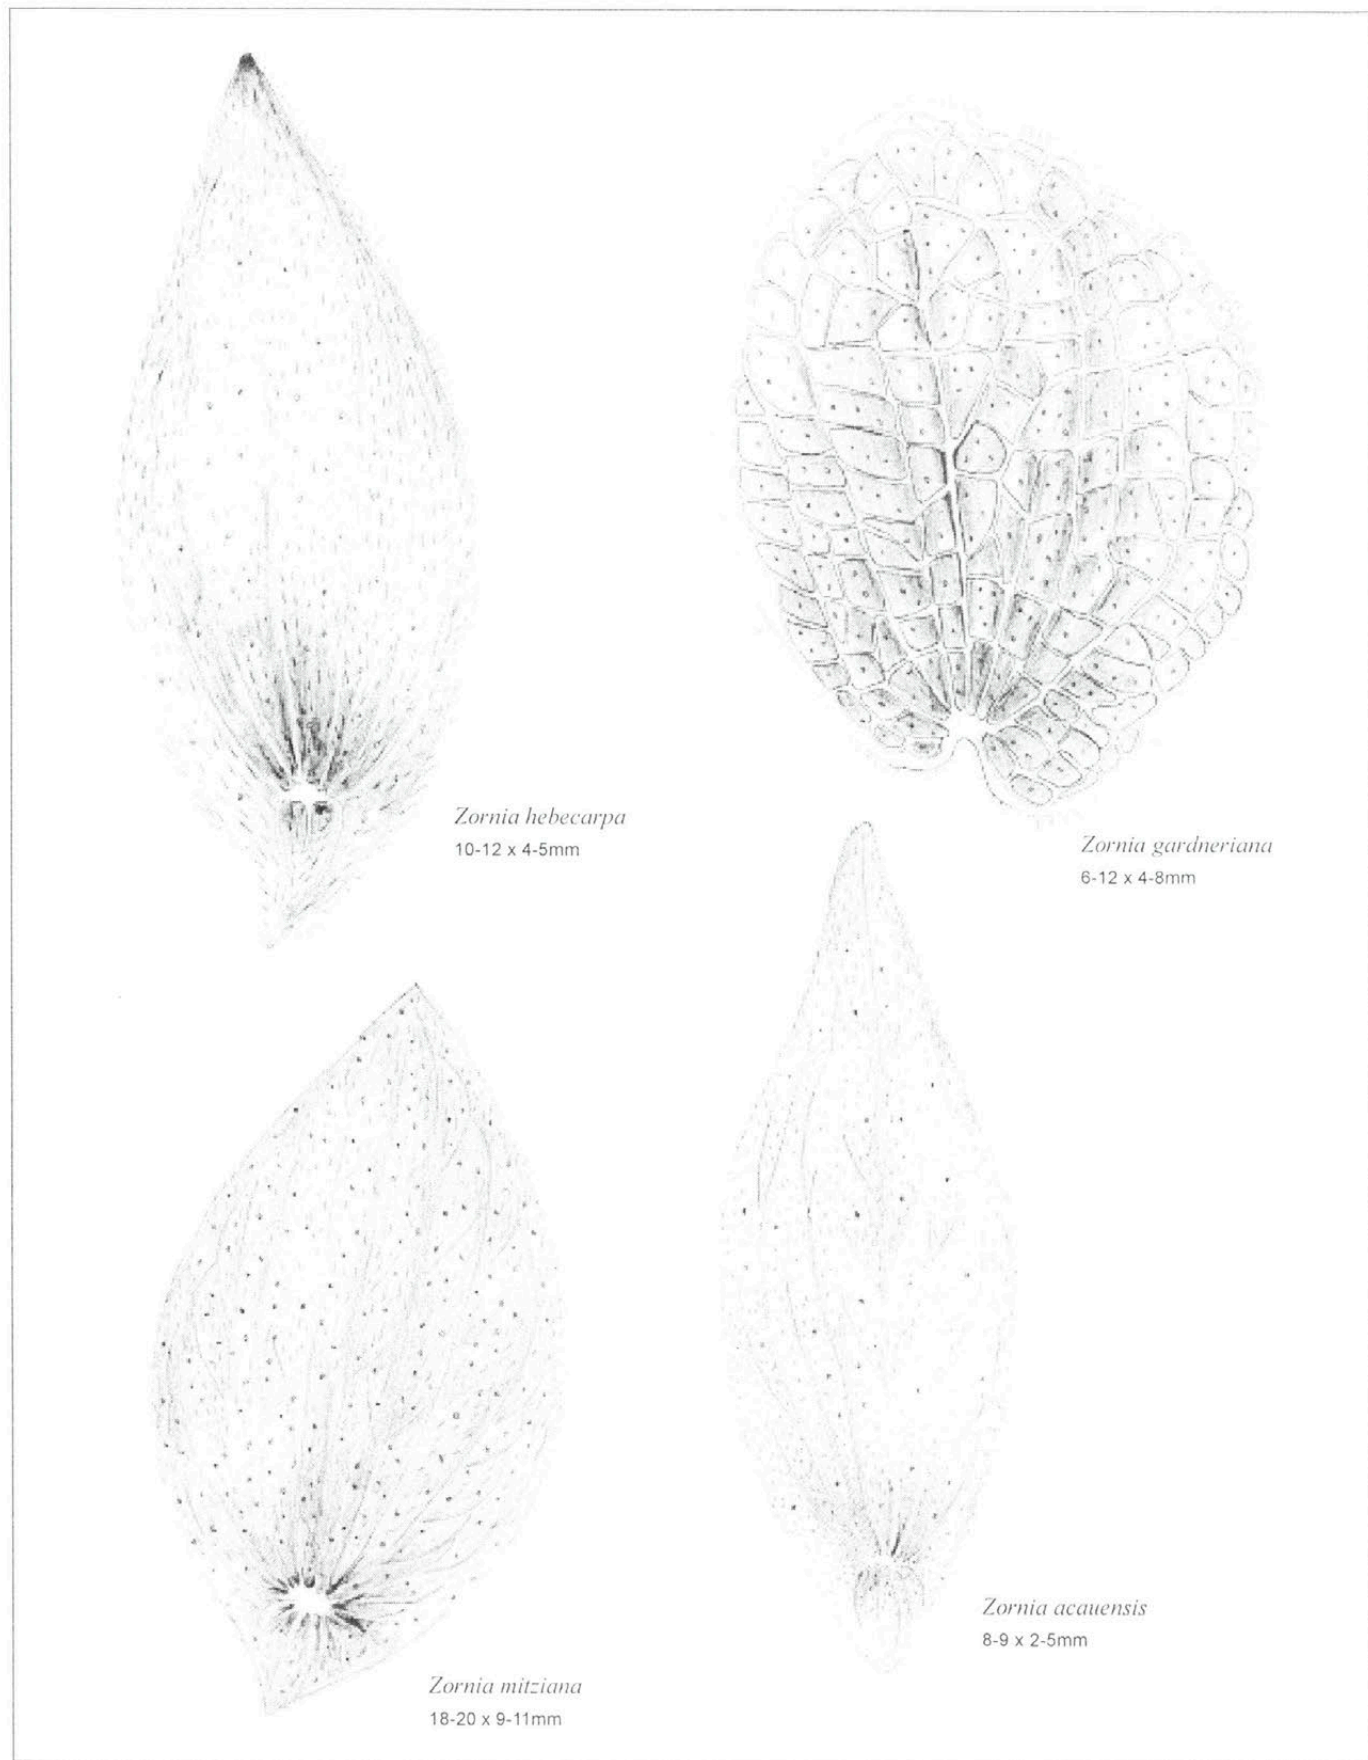 Zornia hebecarpa
10-12 x 4-5mm
Zornia gardneriana
6-12 x 4-8mm
Zornia acauensis
8-9 x 2-5mm
Zornia mitziana
18-20 x 9-11mm